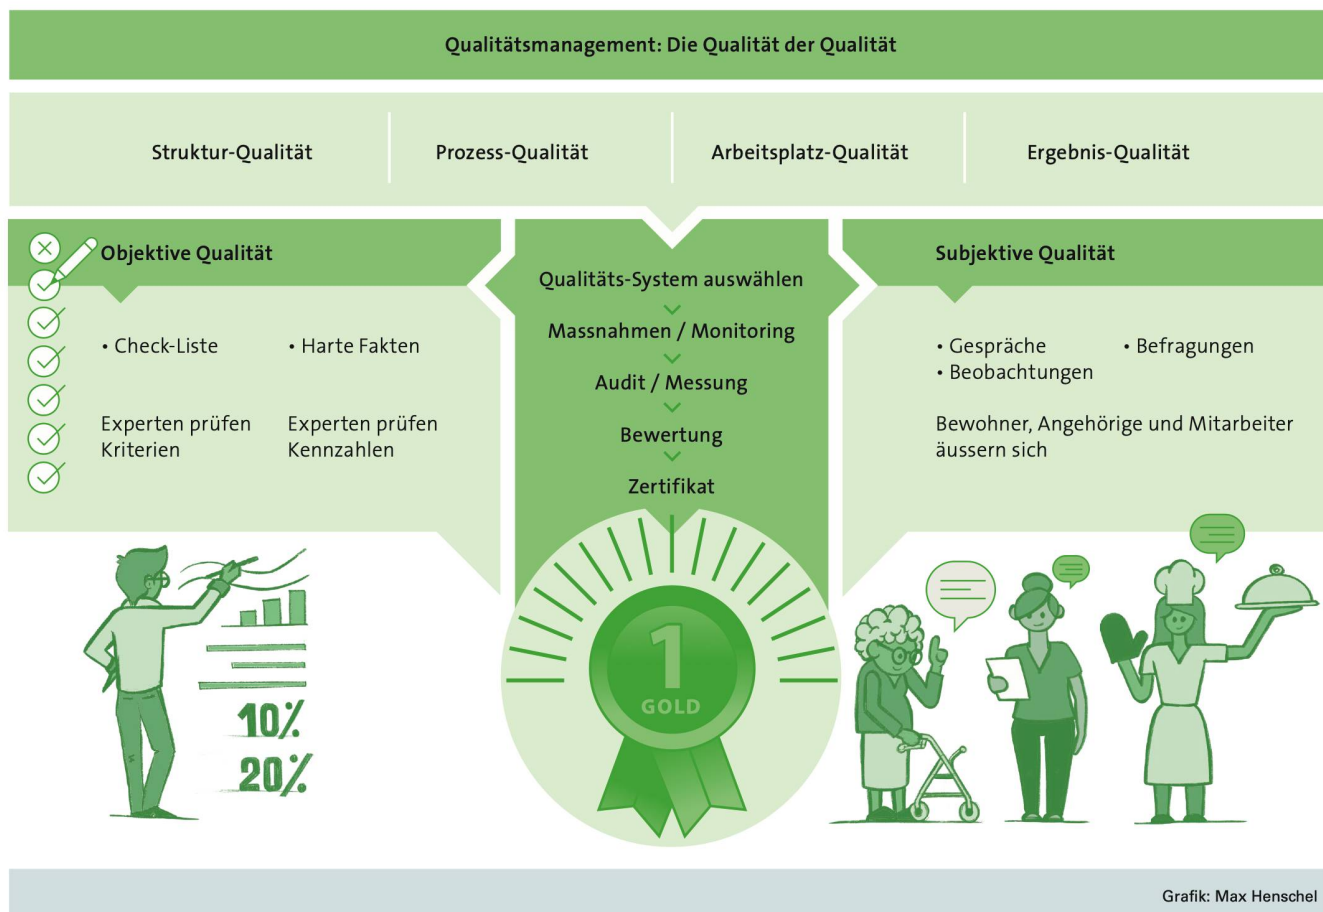 Qualitätsmanagement: Die Qualität der Qualität
Struktur-Qualität
Prozess-Qualität
Arbeitsplatz-Qualität
Ergebnis-Qualität
Objektive Qualität
• Check-Liste
• Harte Fakten
Experten prüfen
Kriterien
Experten prüfen
Kennzahlen
10%
20%
Qualitäts-System auswählen
Massnahmen / Monitoring
Audit / Messung
Bewertung
Zertifikat
1
GOLD
Subjektive Qualität
• Gespräche
• Befragungen
• Beobachtungen
Bewohner, Angehörige und Mitarbeiter
äussern sich
Grafik: Max Henschel